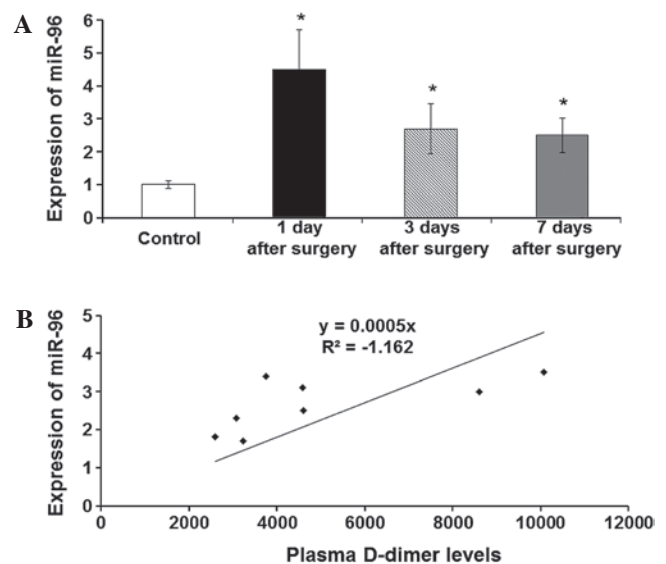 A
Expression of miR-96
6
5
4
3
2
1
0
*
*
*
Control
1 day
after surgery
3 days
after surgery
7 days
after surgery
B
Expression of miR-96
5
4
3
2
1
0
y = 0.0005x
R² = -1.162
0 2000 4000 6000 8000 10000 12000
Plasma D-dimer levels